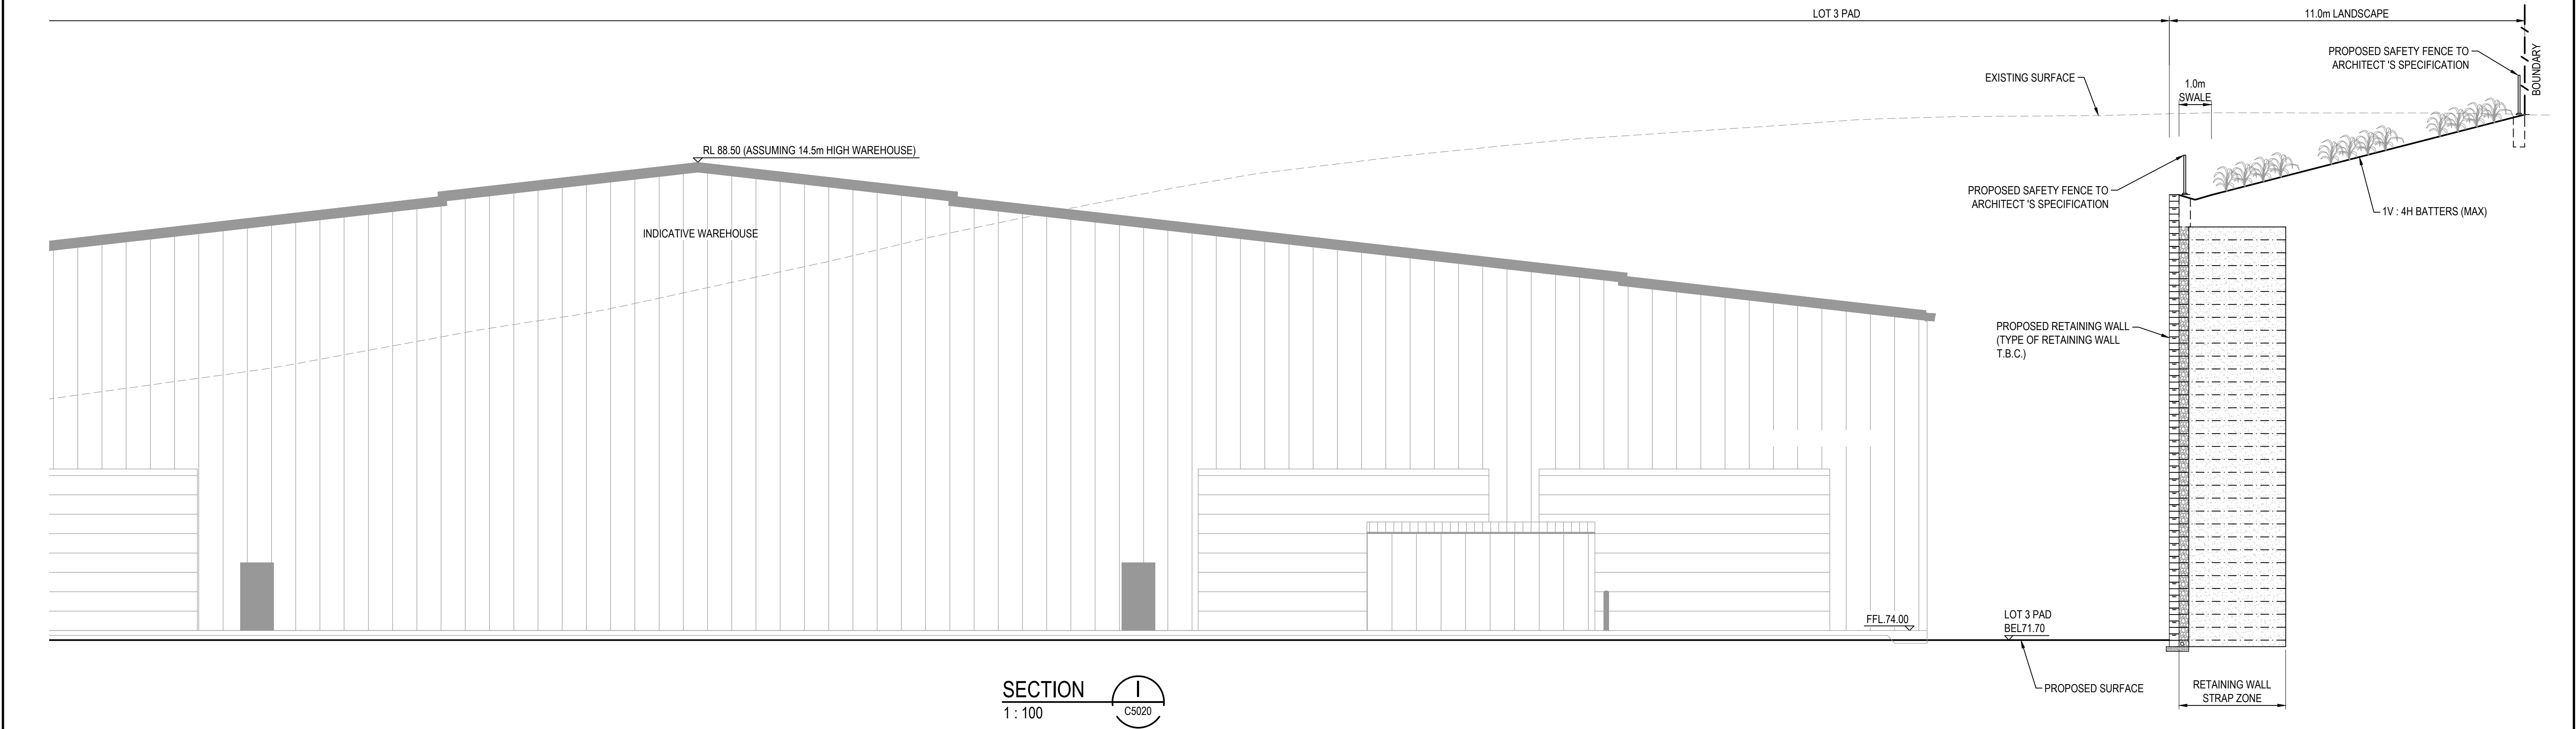 LOT 3 PAD
11.0m LANDSCAPE
PROPOSED SAFETY FENCE TO
ARCHITECT 'S SPECIFICATION
BOUNDARY
EXISTING SURFACE
1.0m
SWALE
RL 88.50 (ASSUMING 14.5m HIGH WAREHOUSE)
PROPOSED SAFETY FENCE TO
ARCHITECT 'S SPECIFICATION
1V : 4H BATTERS (MAX)
INDICATIVE WAREHOUSE
PROPOSED RETAINING WALL
(TYPE OF RETAINING WALL
T.B.C.)
FFL.74.00
LOT 3 PAD
BEL71.70
PROPOSED SURFACE
RETAINING WALL
STRAP ZONE
SECTION
1 : 100
I
C5020